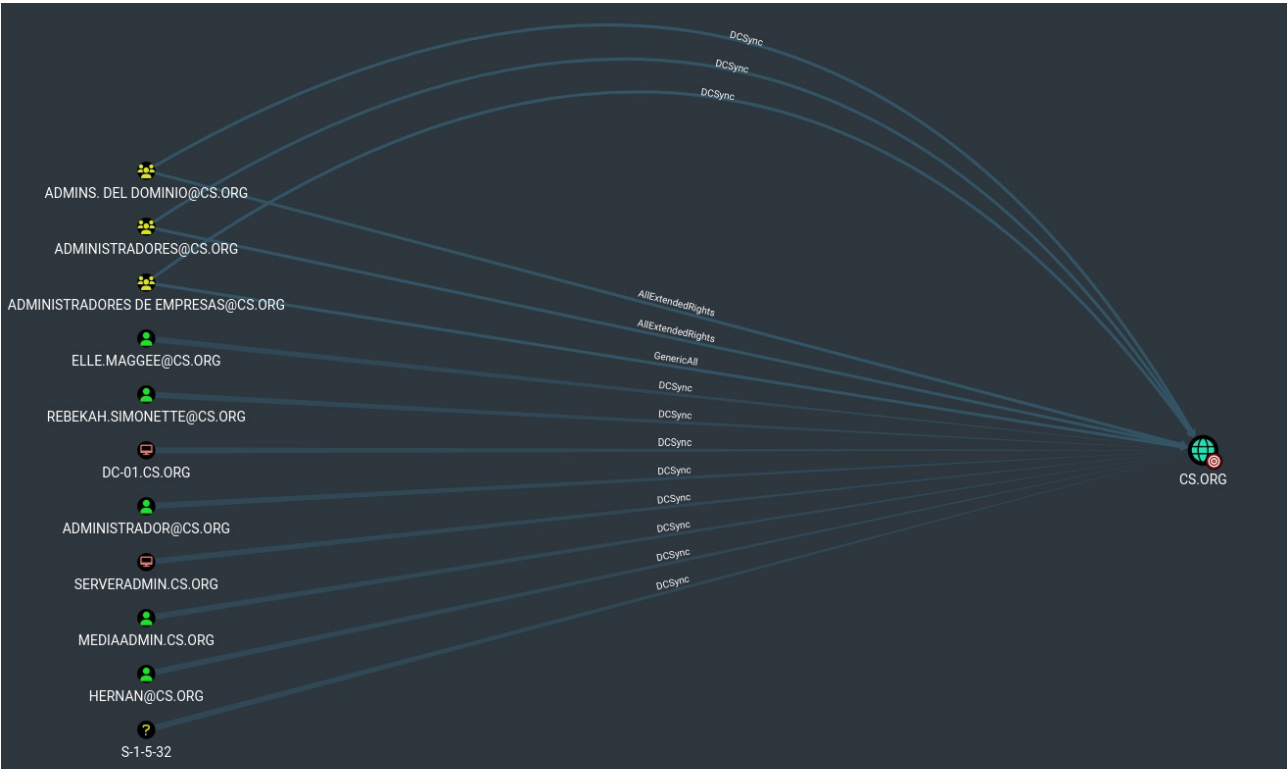 DCSync
DCSync
DCSync
ADMINS. DEL DOMINIO@CS.ORG
ADMINISTRADORES@CS.ORG
ADMINISTRADORES DE EMPRESAS@CS.ORG
AllExtendedRights
AllExtendedRights
GenericAll
ELLE.MAGGEE@CS.ORG
DCSync
REBEKAH.SIMONETTE@CS.ORG
DCSync
DC-01.CS.ORG
DCSync
CS.ORG
DCSync
ADMINISTRADOR@CS.ORG
DCSync
SERVERADMIN.CS.ORG
DCSync
MEDIAADMIN.CS.ORG
DCSync
HERNAN@CS.ORG
DCSync
?
S-1-5-32